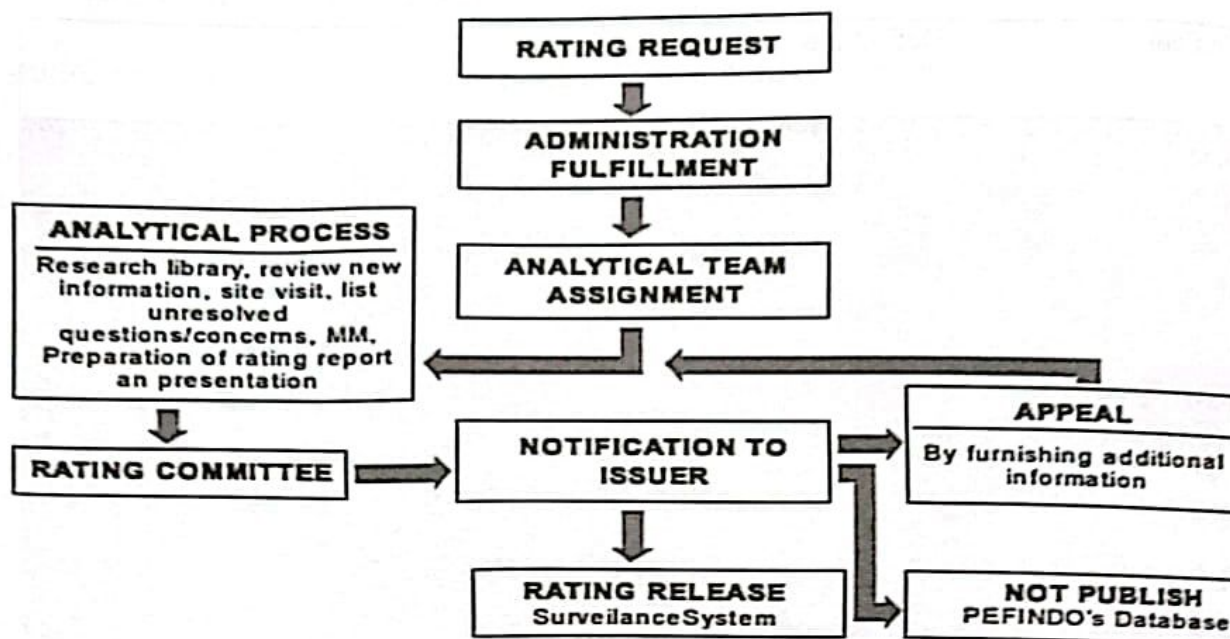 RATING REQUEST
ADMINISTRATION
FULFILLMENT
ANALYTICAL TEAM
ASSIGNMENT
ANALYTICAL PROCESS
Research library, review new
information, site visit, list
unresolved
questions/concerns, MM,
Preparation of rating report
an presentation
RATING COMMITTEE
NOTIFICATION TO
ISSUER
APPEAL
By furnishing additional
information
RATING RELEASE
SurveilanceSystem
NOT PUBLISH
PEFINDO's Database